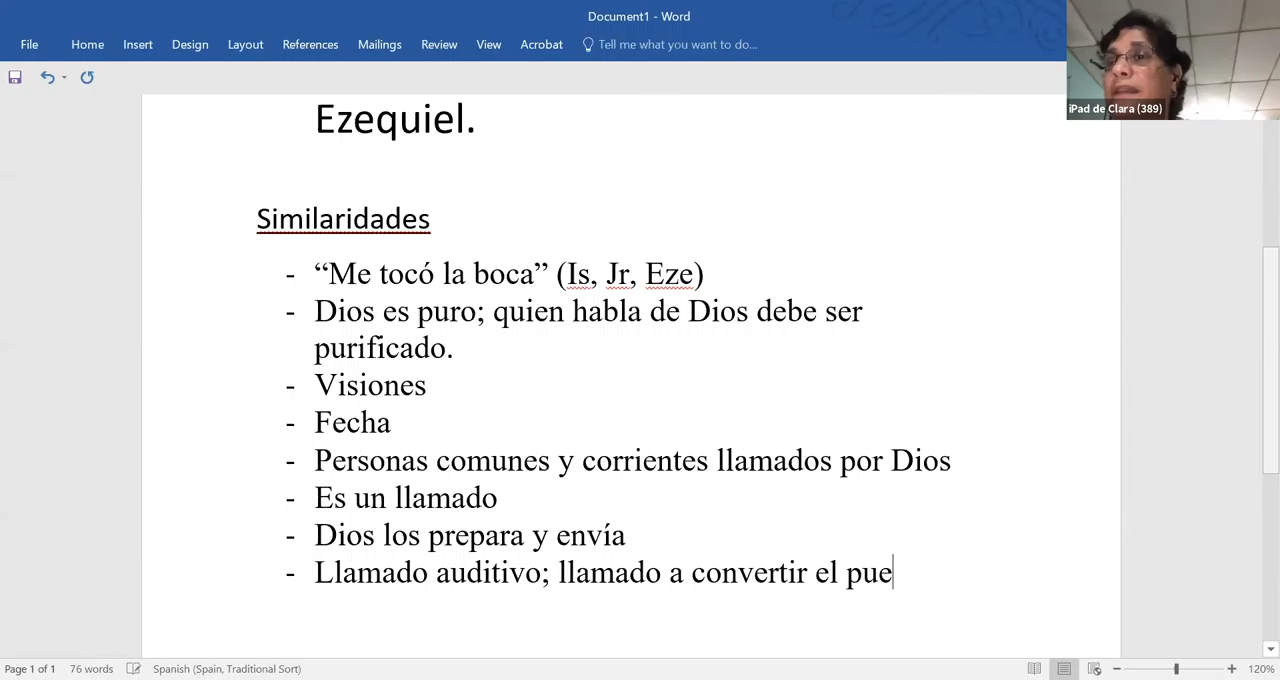 Document1 - Word
File Home Insert Design Layout References Mailings Review View Acrobat Tell me what you want to do...
iPad de Clara (389)
Ezequiel.
Similaridades
- “Me tocó la boca” (Is, Jr, Eze)
- Dios es puro; quien habla de Dios debe ser
purificado.
- Visiones
- Fecha
- Personas comunes y corrientes llamados por Dios
- Es un llamado
- Dios los prepara y envía
- Llamado auditivo; llamado a convertir el pue
Page 1 of 1 76 words Spanish (Spain, Traditional Sort) 120%